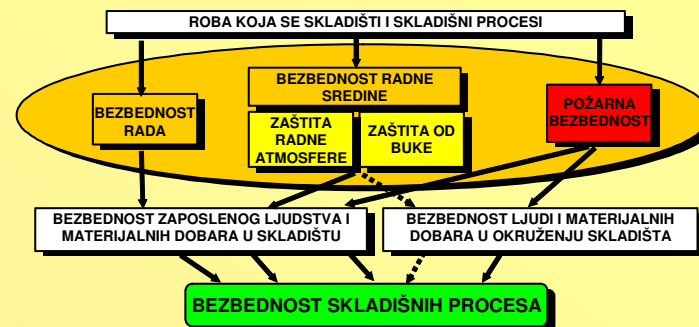 ROBA KOJA SE SKLADIŠTI I SKLADIŠNI PROCESI
BEZBEDNOST
RADA
BEZBEDNOST RADNE
SREDINE
ZAŠTITA
RADNE
ATMOSFERE
ZAŠTITA OD
BUKE
POŽARNA
BEZBEDNOST
BEZBEDNOST ZAPOSLENOG LJUDSTVA I
MATERIJALNIH DOBARA U SKLADIŠTU
BEZBEDNOST LJUDI I MATERIJALNIH
DOBARA U OKRUŽENJU SKLADIŠTA
BEZBEDNOST SKLADIŠNIH PROCESA